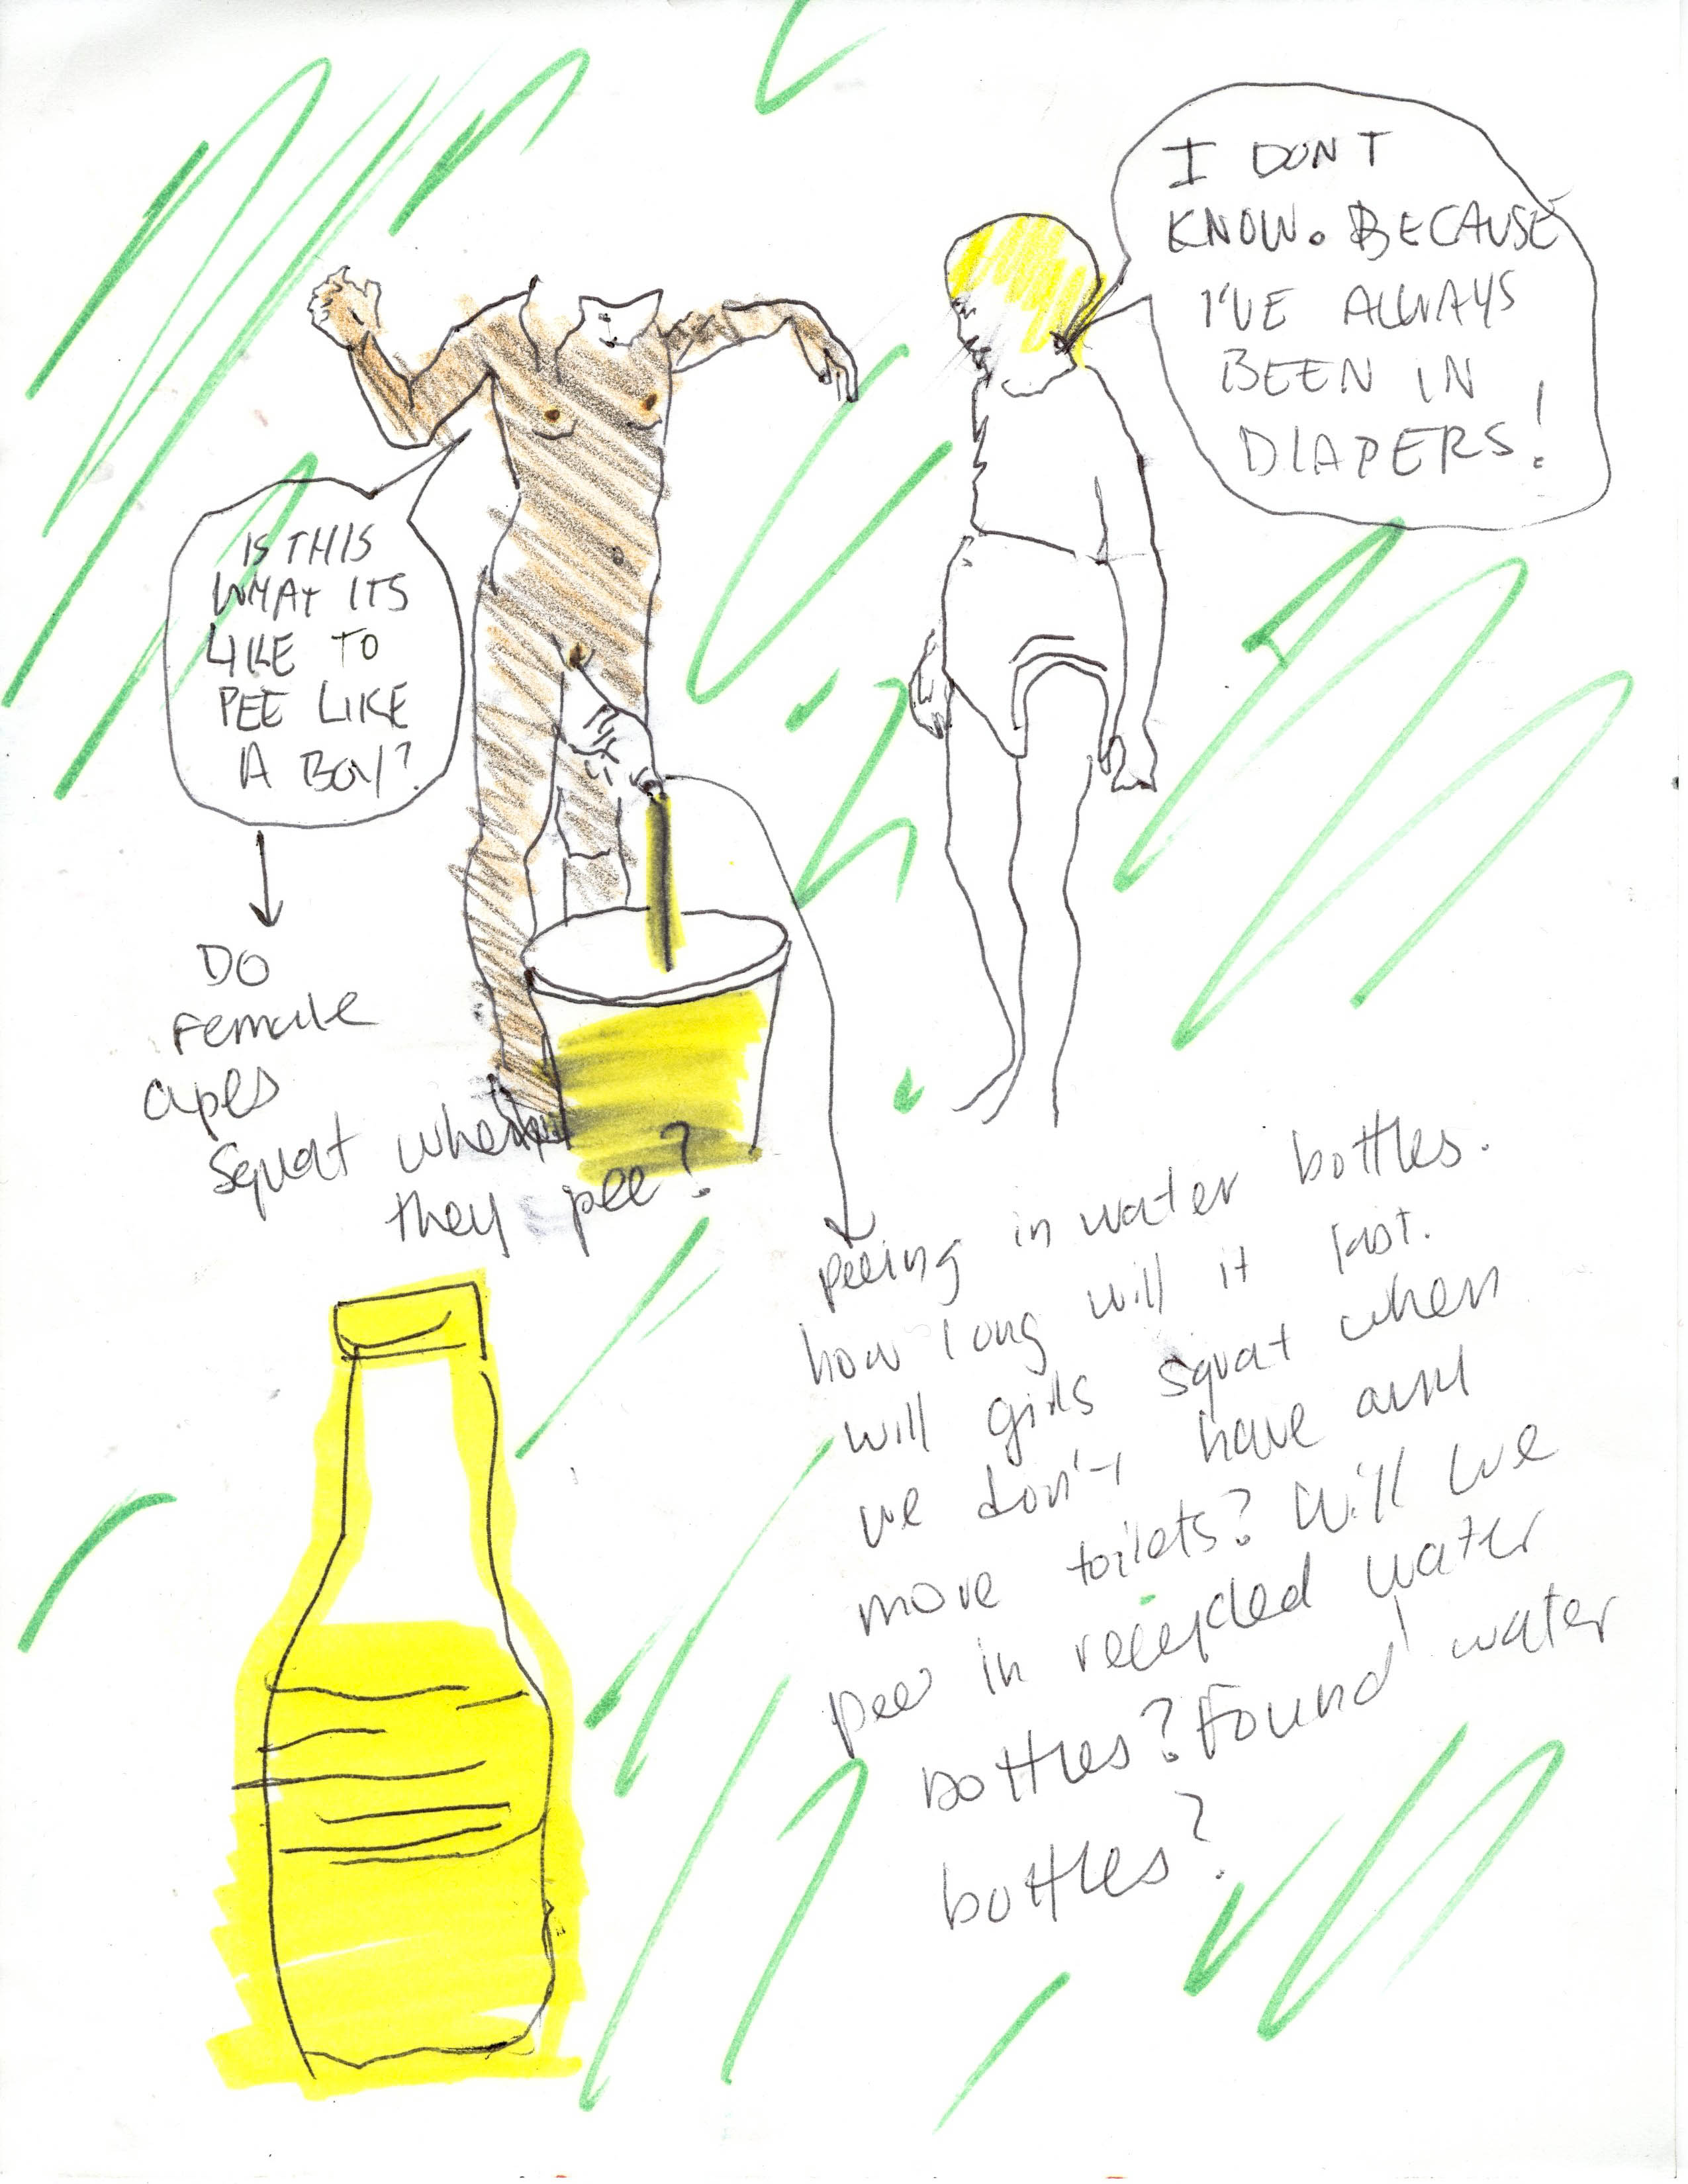 I DONT
KNOW. BECAUSE
I'VE ALWAYS
BEEN IN
DIAPERS!
IS THIS
WHAT ITS
LIKE TO
PEE LIKE
A BOY?
DO
Female
apes
Squat when
they pee?
peeing in water bottles.
how long will it last.
will girls squat when
we don't have any
more toilets? Will we
pee in recycled water
bottles? Found water
bottles?